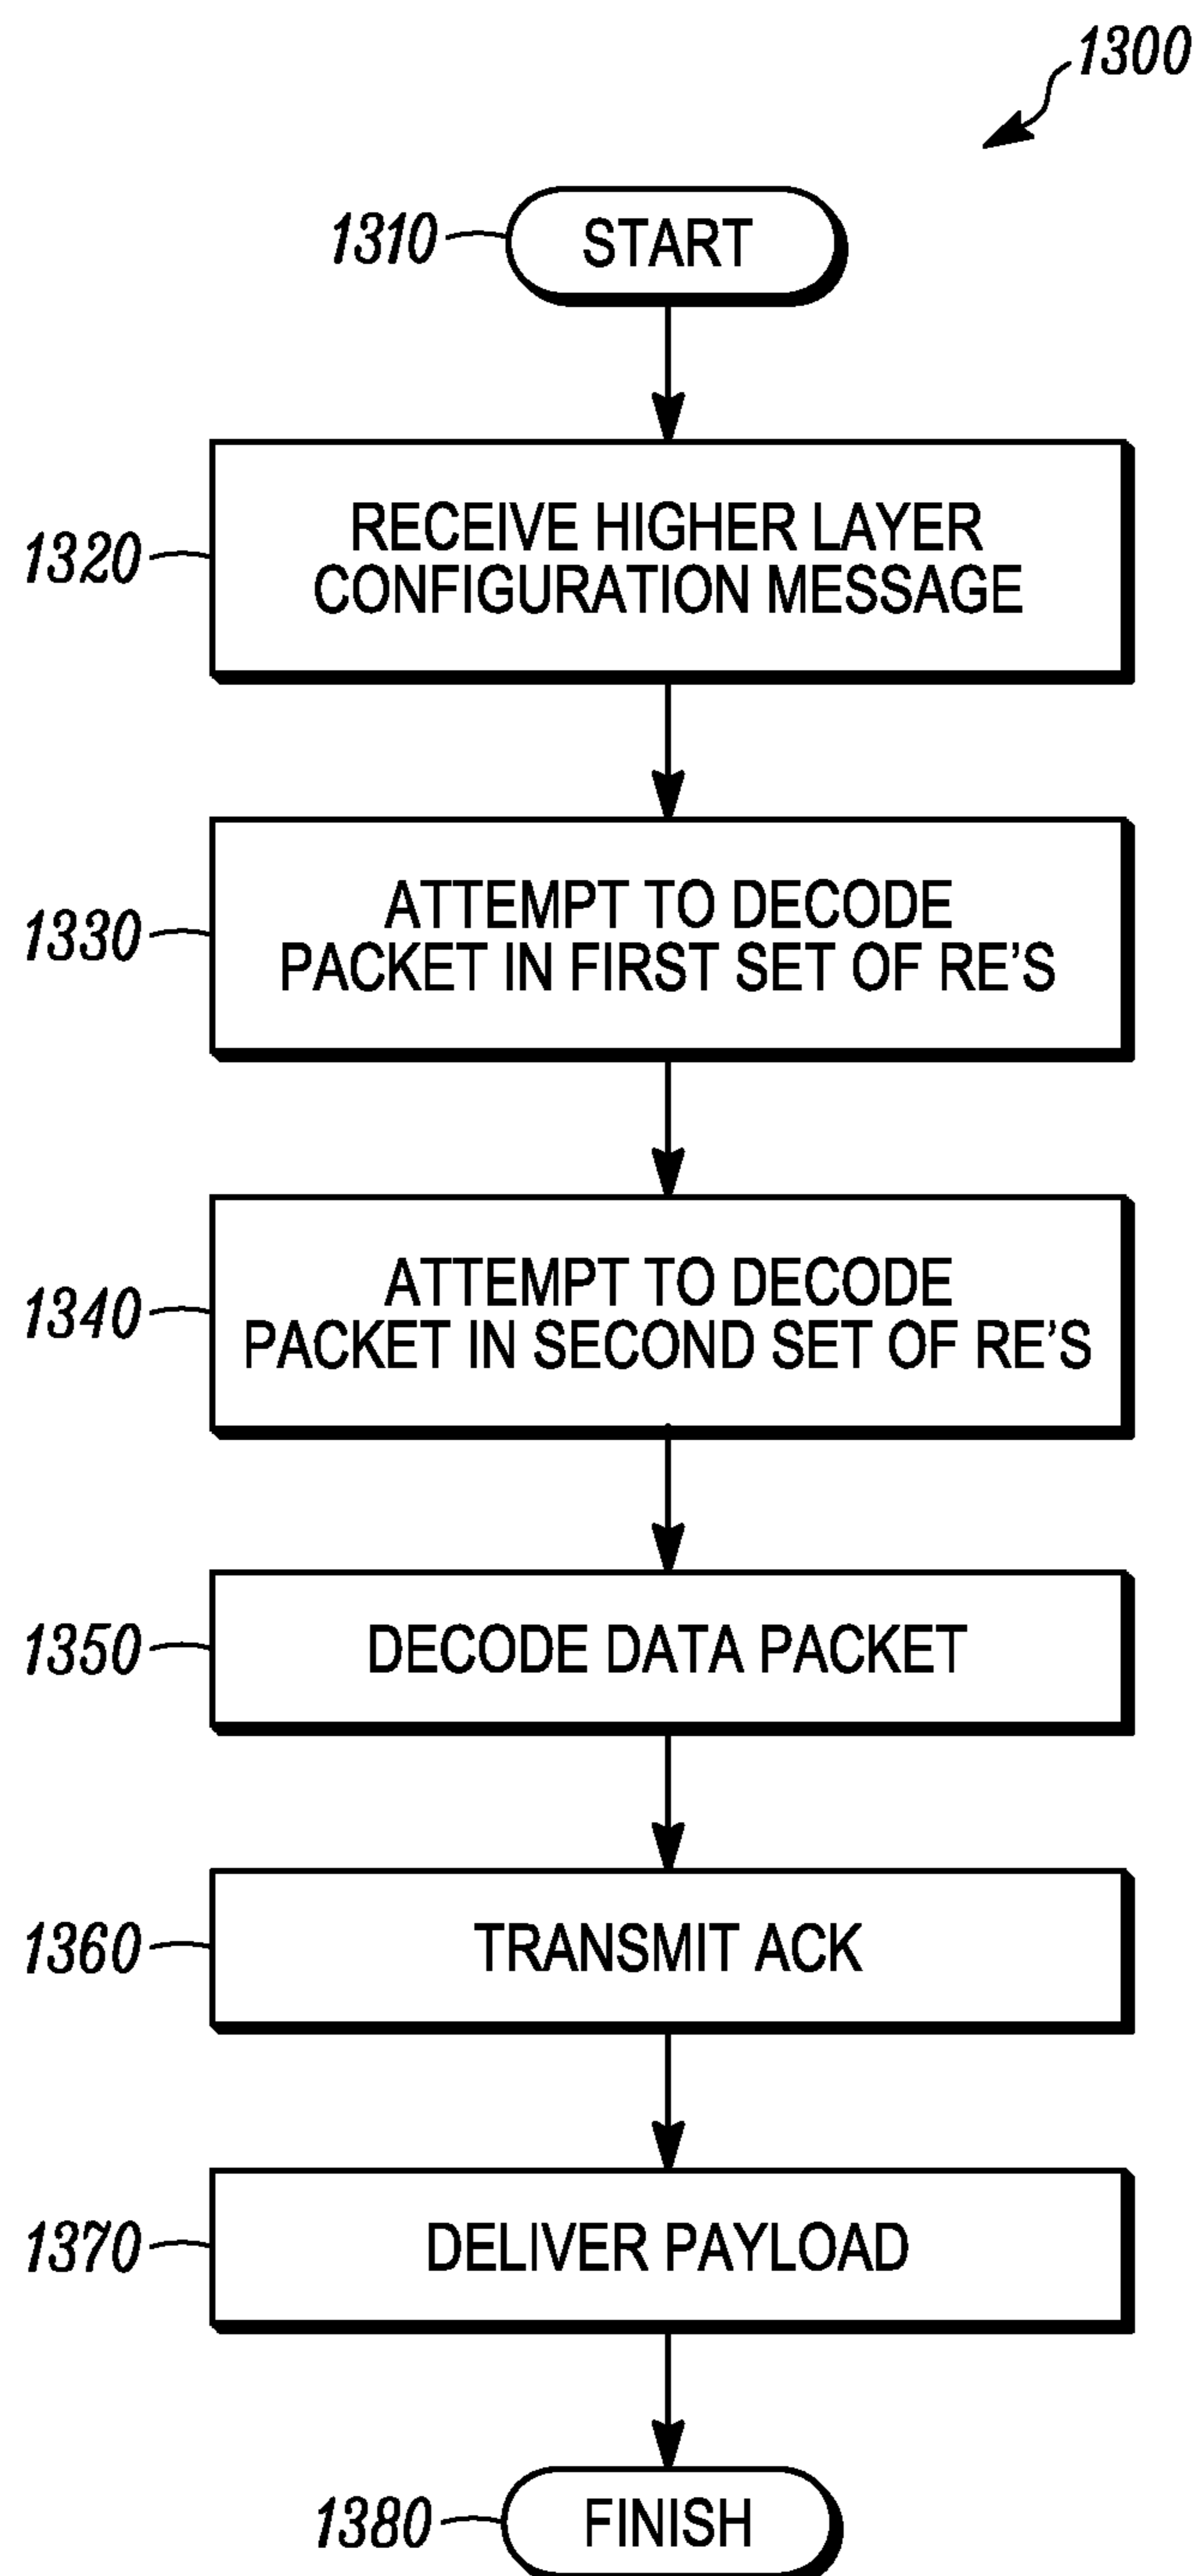 1300
1310
START
1320
RECEIVE HIGHER LAYER
CONFIGURATION MESSAGE
1330
ATTEMPT TO DECODE
PACKET IN FIRST SET OF RE'S
1340
ATTEMPT TO DECODE
PACKET IN SECOND SET OF RE'S
1350
DECODE DATA PACKET
1360
TRANSMIT ACK
1370
DELIVER PAYLOAD
1380
FINISH